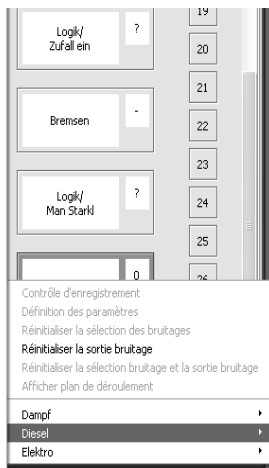 19
Logik/
Zufall ein
?
20
21
Bremsen
-
22
23
Logik/
Man Starkl
?
24
25
0
26
Contrôle d'enregistrement
Définition des paramètres
Réinitialiser la sélection des bruitages
Réinitialiser la sortie bruitage
Réinitialiser la sélection bruitage et la sortie bruitage
Afficher plan de déroulement
Dampf
Diesel
Elektro